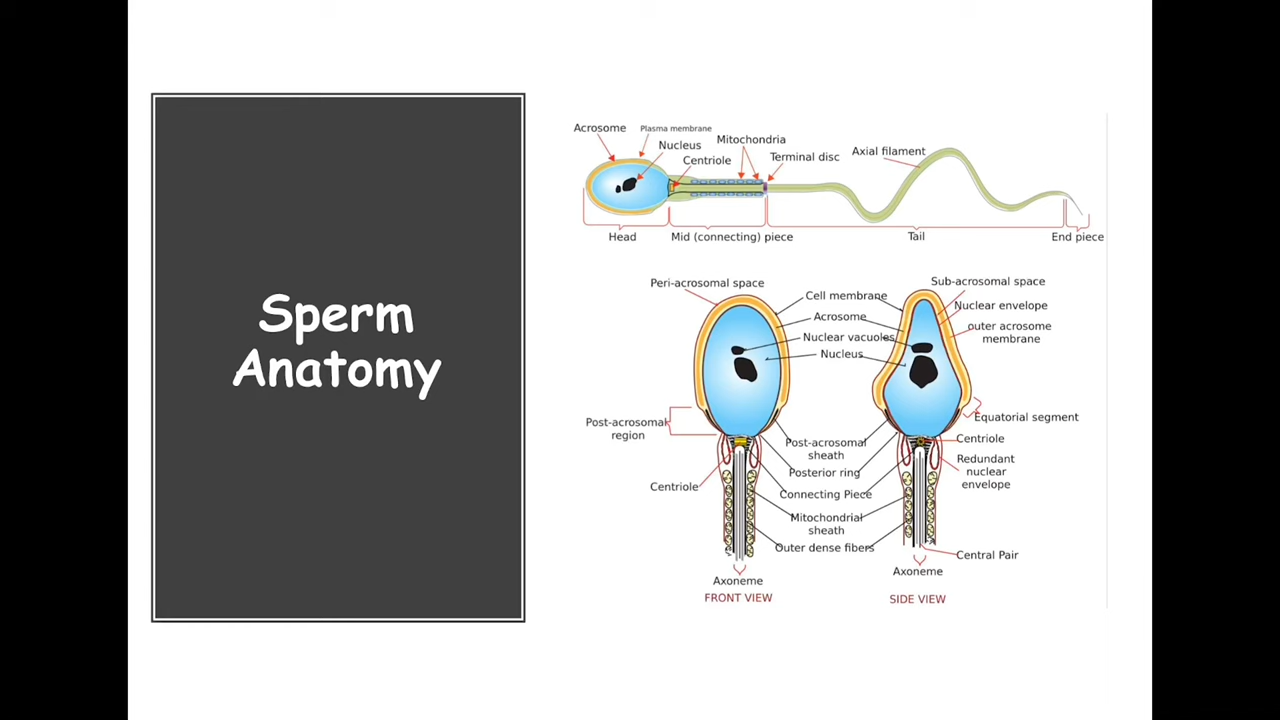 Sperm
Anatomy
Acrosome
Plasma membrane
Nucleus
Mitochondria
Centriole
Terminal disc
Axial filament
Head
Mid (connecting) piece
Tail
End piece
Peri-acrosomal space
Cell membrane
Acrosome
Nuclear vacuoles
Nucleus
Sub-acrosomal space
Nuclear envelope
outer acrosome
membrane
Post-acrosomal
region
Equatorial segment
Post-acrosomal
sheath
Centriole
Posterior ring
Redundant
nuclear
envelope
Centriole
Connecting Piece
Mitochondrial
sheath
Outer dense fibers
Central Pair
Axoneme
Axoneme
FRONT VIEW
SIDE VIEW